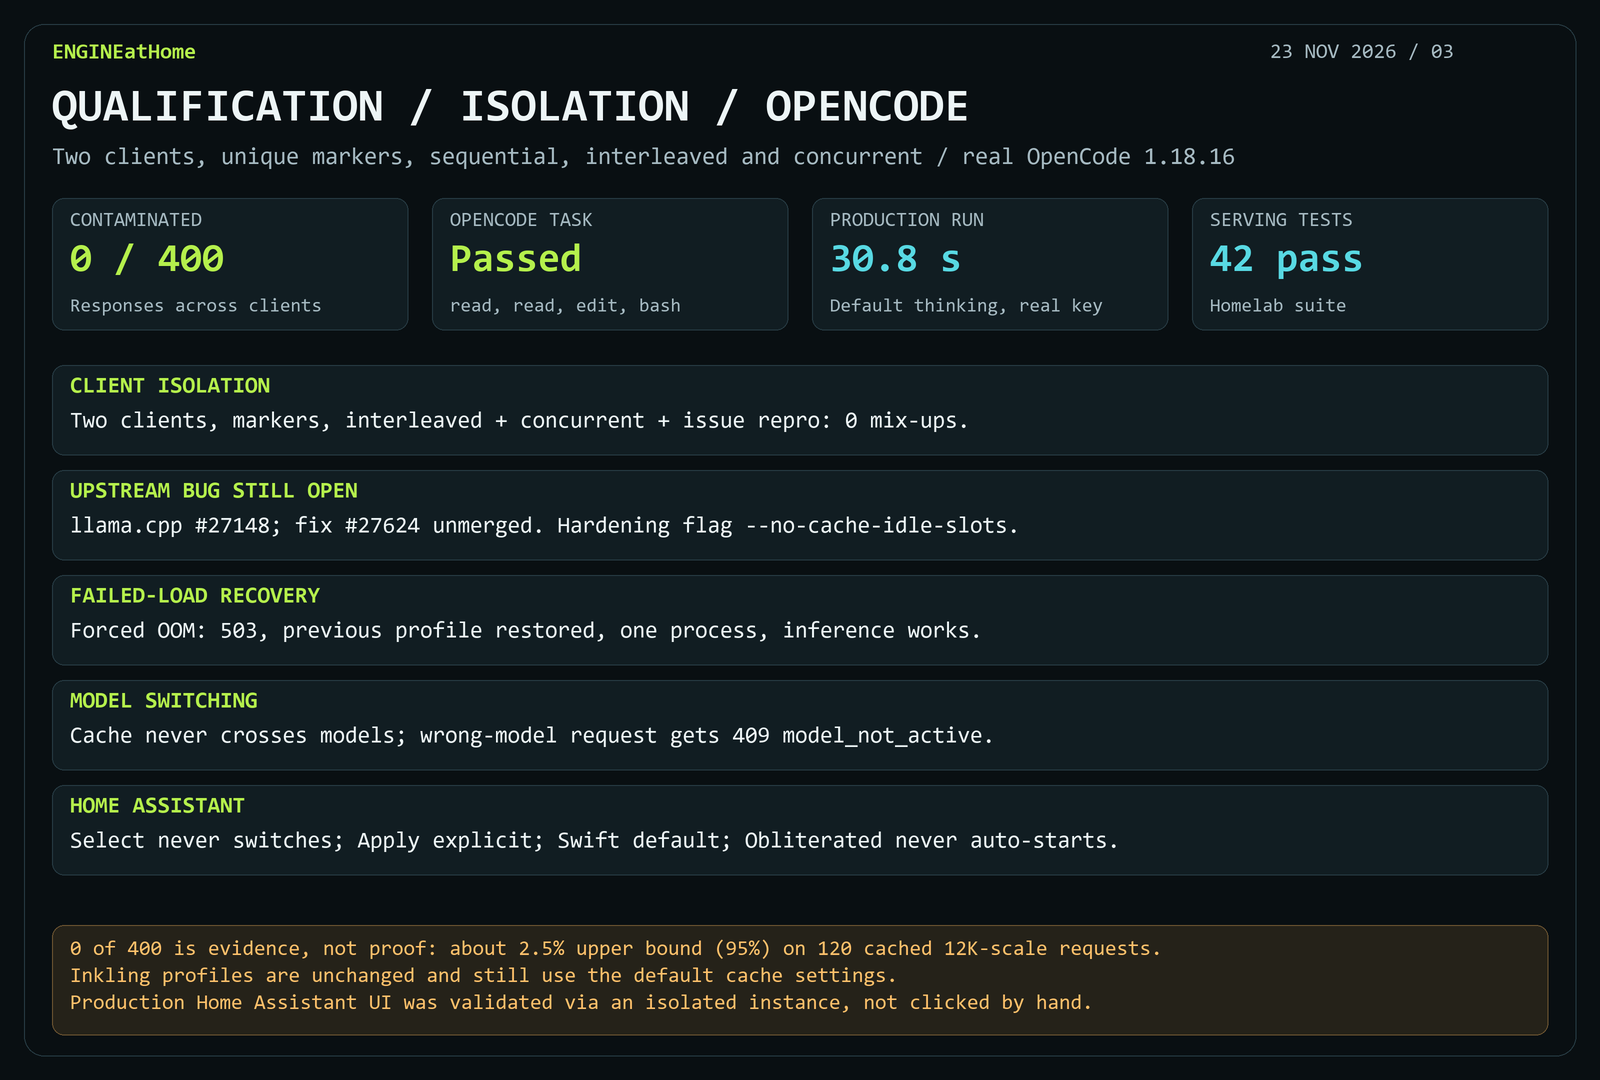 ENGINEatHome
23 NOV 2026 / 03
QUALIFICATION / ISOLATION / OPENCODE
Two clients, unique markers, sequential, interleaved and concurrent / real OpenCode 1.18.16
CONTAMINATED
0 / 400
Responses across clients
OPENCODE TASK
Passed
read, read, edit, bash
PRODUCTION RUN
30.8 s
Default thinking, real key
SERVING TESTS
42 pass
Homelab suite
CLIENT ISOLATION
Two clients, markers, interleaved + concurrent + issue repro: 0 mix-ups.
UPSTREAM BUG STILL OPEN
llama.cpp #27148; fix #27624 unmerged. Hardening flag --no-cache-idle-slots.
FAILED-LOAD RECOVERY
Forced OOM: 503, previous profile restored, one process, inference works.
MODEL SWITCHING
Cache never crosses models; wrong-model request gets 409 model_not_active.
HOME ASSISTANT
Select never switches; Apply explicit; Swift default; Obliterated never auto-starts.
0 of 400 is evidence, not proof: about 2.5% upper bound (95%) on 120 cached 12K-scale requests.
Inkling profiles are unchanged and still use the default cache settings.
Production Home Assistant UI was validated via an isolated instance, not clicked by hand.